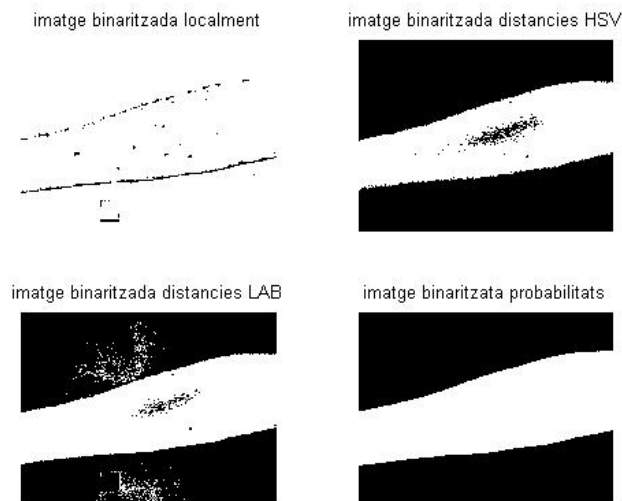 imatge binaritzada localment
imatge binaritzada distancies HSV
imatge binaritzada distancies LAB
imatge binaritzata probabilitats